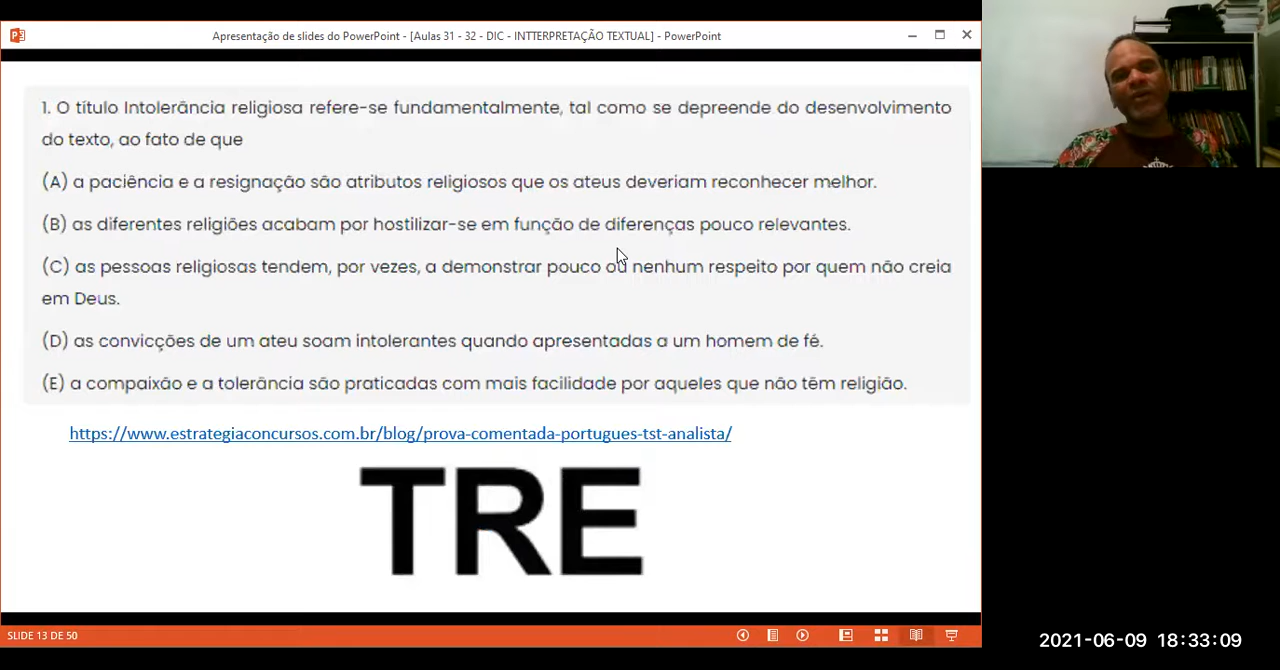 Apresentação de slides do PowerPoint - [Aulas 31 - 32 - DIC - INTTERPRETAÇÃO TEXTUAL] - PowerPoint
1. O título Intolerância religiosa refere-se fundamentalmente, tal como se depreende do desenvolvimento
do texto, ao fato de que
(A) a paciência e a resignação são atributos religiosos que os ateus deveriam reconhecer melhor.
(B) as diferentes religiões acabam por hostilizar-se em função de diferenças pouco relevantes.
(C) as pessoas religiosas tendem, por vezes, a demonstrar pouco ou nenhum respeito por quem não creia
em Deus.
(D) as convicções de um ateu soam intolerantes quando apresentadas a um homem de fé.
(E) a compaixão e a tolerância são praticadas com mais facilidade por aqueles que não têm religião.
https://www.estrategiaconcursos.com.br/blog/prova-comentada-portugues-tst-analista/
TRE
SLIDE 13 DE 50
2021-06-09 18:33:09